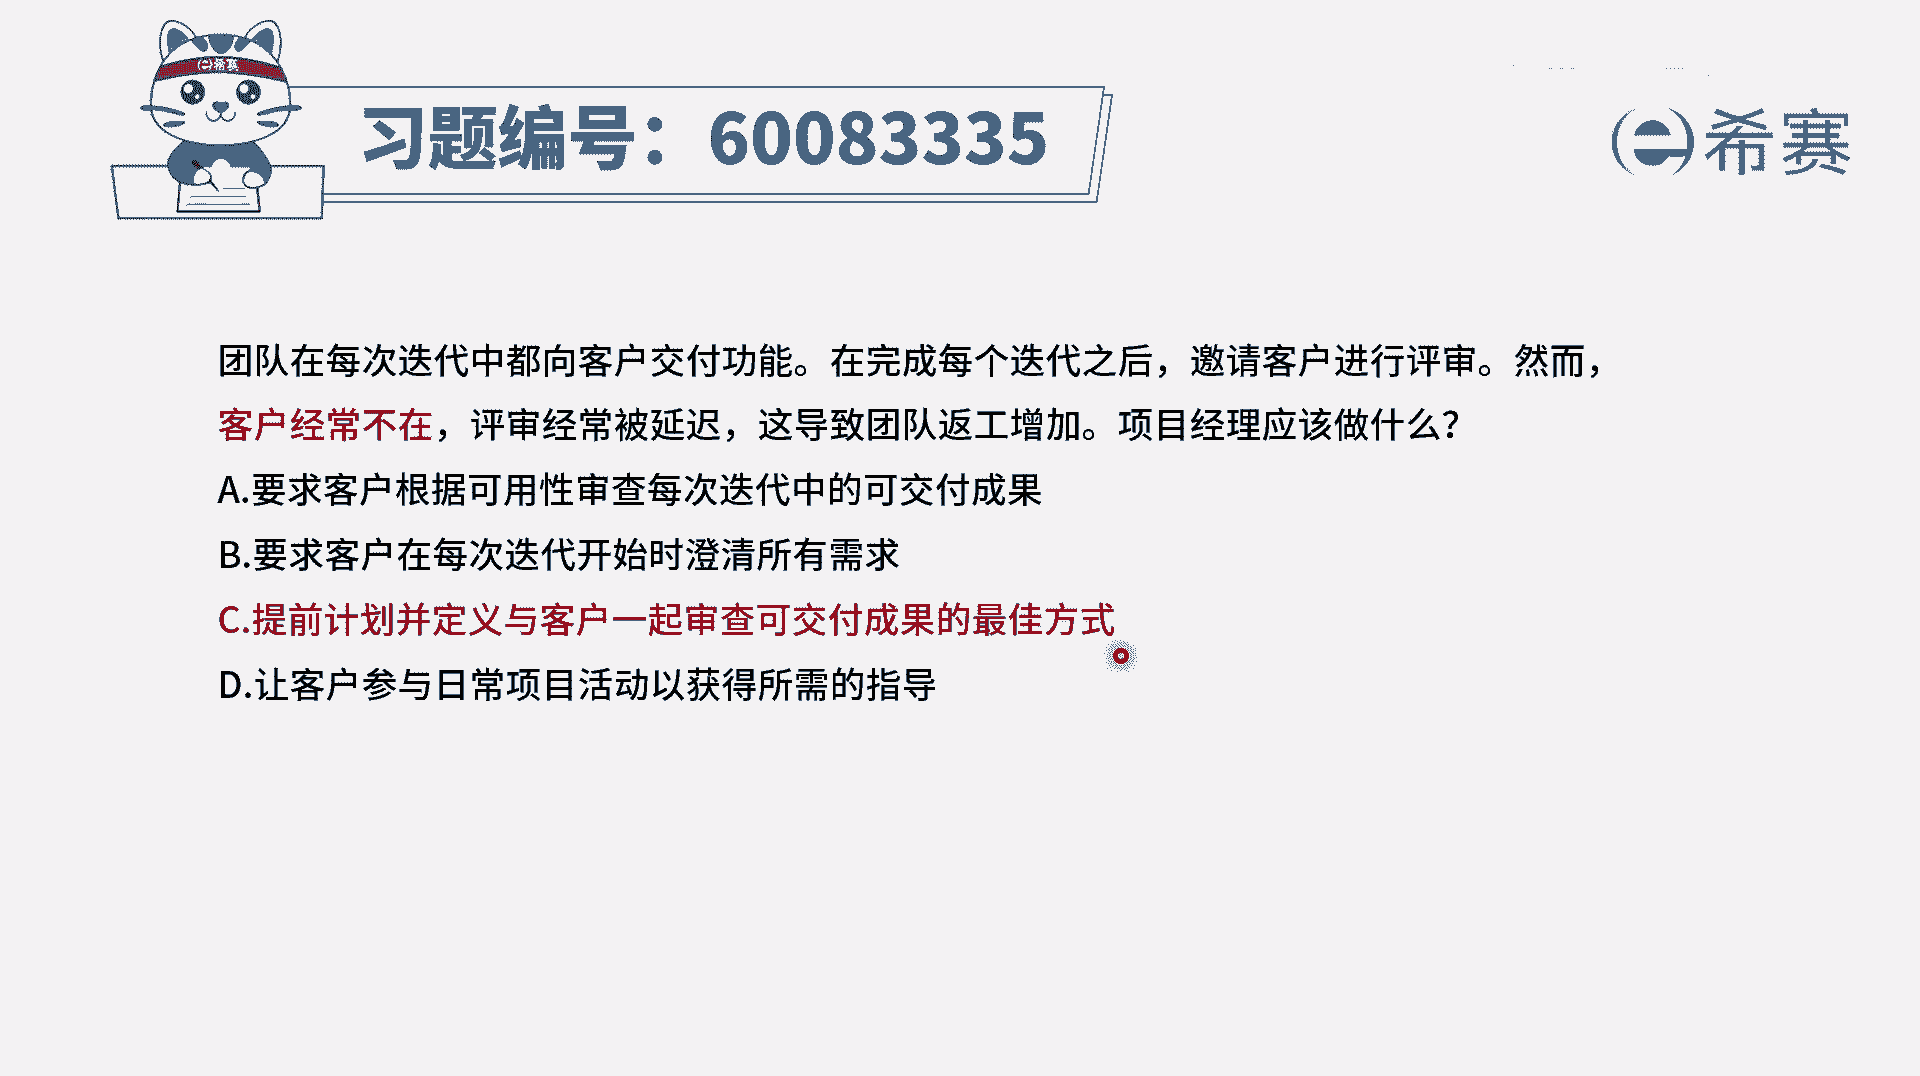 希赛
习题编号：60083335
希赛
团队在每次迭代中都向客户交付功能。在完成每个迭代之后，邀请客户进行评审。然而，
客户经常不在，评审经常被延迟，这导致团队返工增加。项目经理应该做什么？
A.要求客户根据可用性审查每次迭代中的可交付成果
B.要求客户在每次迭代开始时澄清所有需求
C.提前计划并定义与客户一起审查可交付成果的最佳方式
D.让客户参与日常项目活动以获得所需的指导